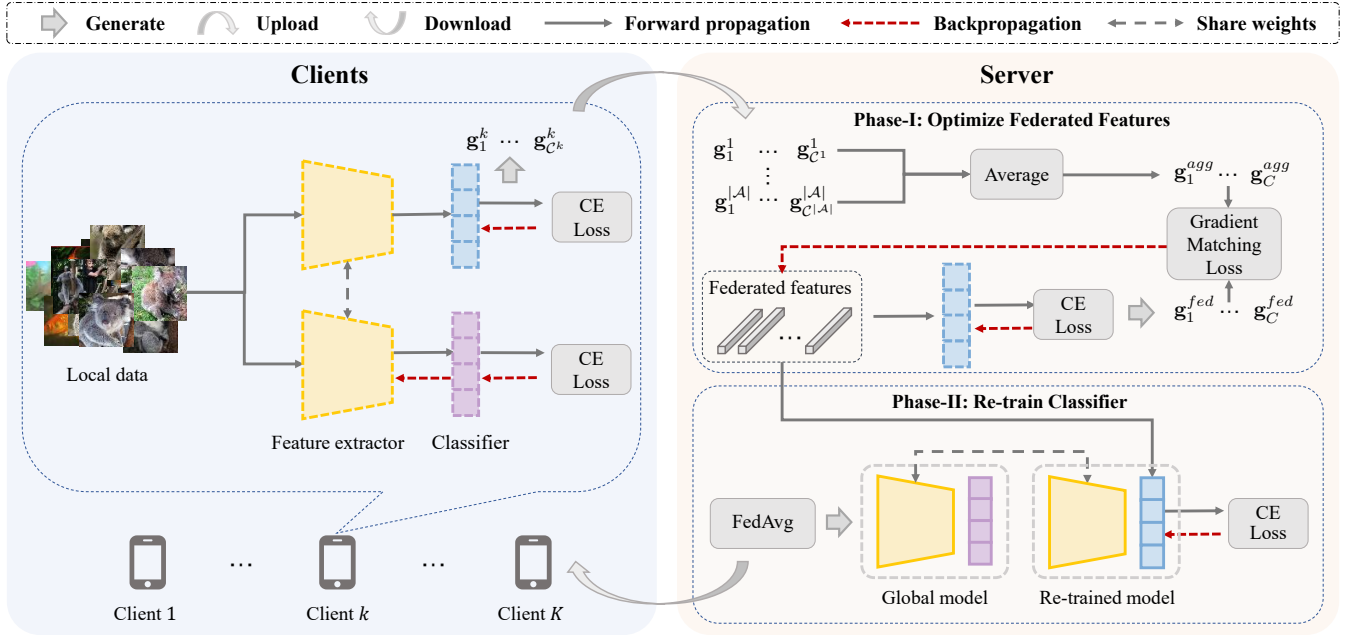 Generate Upload Download Forward propagation Backpropagation Share weights
Clients
g_1^k ⋯ g_{𝒞^k}^k
CE
Loss
Local data
CE
Loss
Feature extractor Classifier
Client 1 ⋯ Client k ⋯ Client K
Server
Phase-I: Optimize Federated Features
g_1^1 ⋯ g_{𝒞^1}^1
⋮
g_1^{|𝒜|} ⋯ g_{𝒞^{|𝒜|}}^{|𝒜|}
Average
g_1^{agg} ⋯ g_C^{agg}
Gradient
Matching
Loss
Federated features
⋯
CE
Loss
g_1^{fed} ⋯ g_C^{fed}
Phase-II: Re-train Classifier
FedAvg
CE
Loss
Global model Re-trained model